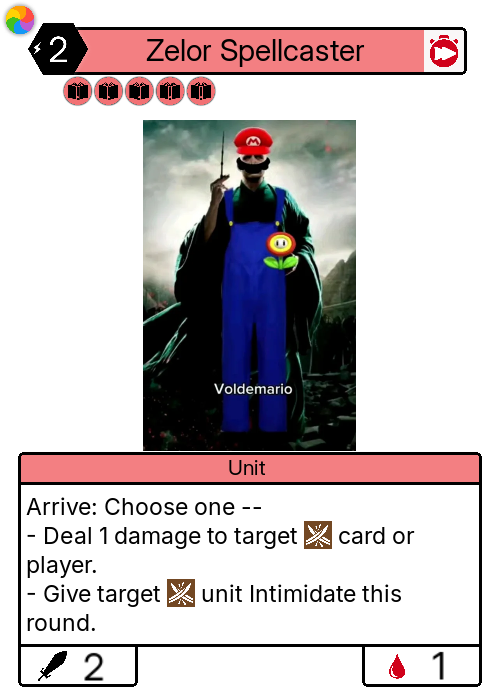 2 Zelor Spellcaster
M
Voldemario
Unit
Arrive: Choose one --
- Deal 1 damage to target card or
player.
- Give target unit Intimidate this
round.
2 1